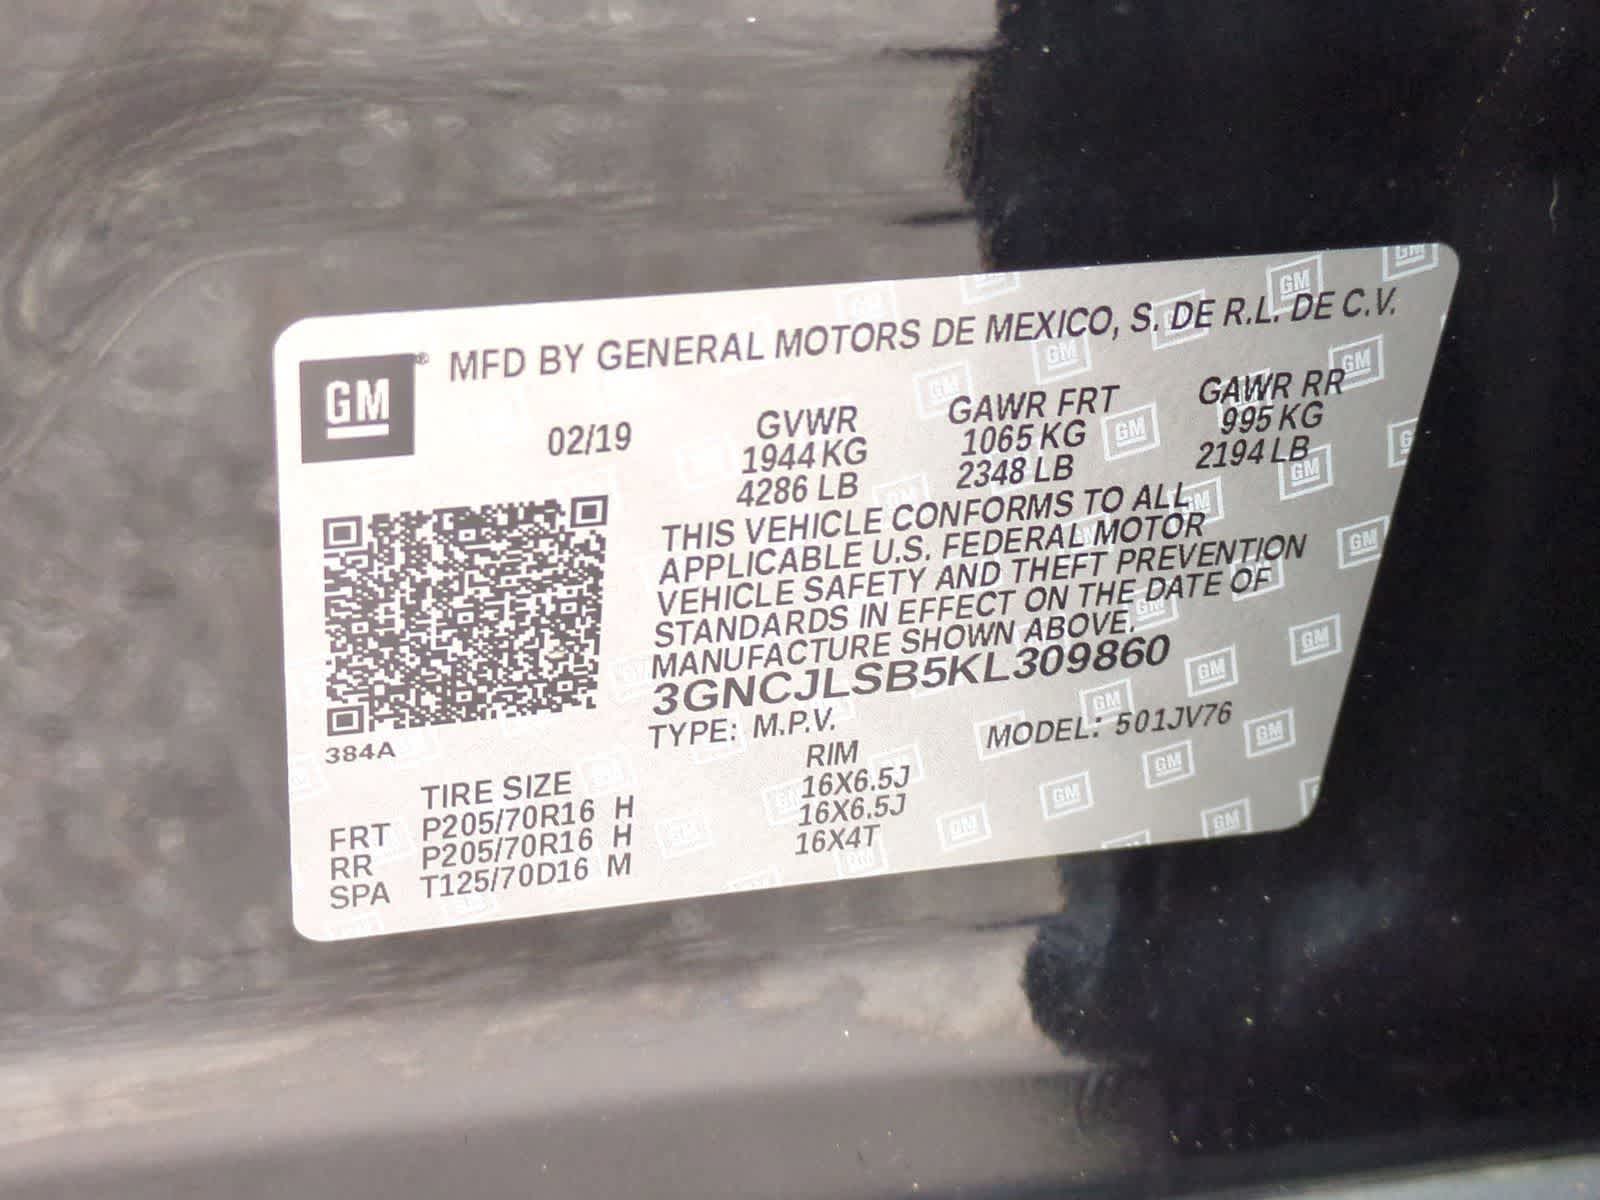 GM® MFD BY GENERAL MOTORS DE MEXICO, S. DE R.L. DE C.V.
02/19 GVWR GAWR FRT GAWR RR
1944 KG 1065 KG 995 KG
4286 LB 2348 LB 2194 LB
THIS VEHICLE CONFORMS TO ALL
APPLICABLE U.S. FEDERAL MOTOR
VEHICLE SAFETY AND THEFT PREVENTION
STANDARDS IN EFFECT ON THE DATE OF
MANUFACTURE SHOWN ABOVE.
3GNCJLSB5KL309860
TYPE: M.P.V. MODEL: 501JV76
384A
TIRE SIZE RIM
FRT P205/70R16 H 16X6.5J
RR P205/70R16 H 16X6.5J
SPA T125/70D16 M 16X4T